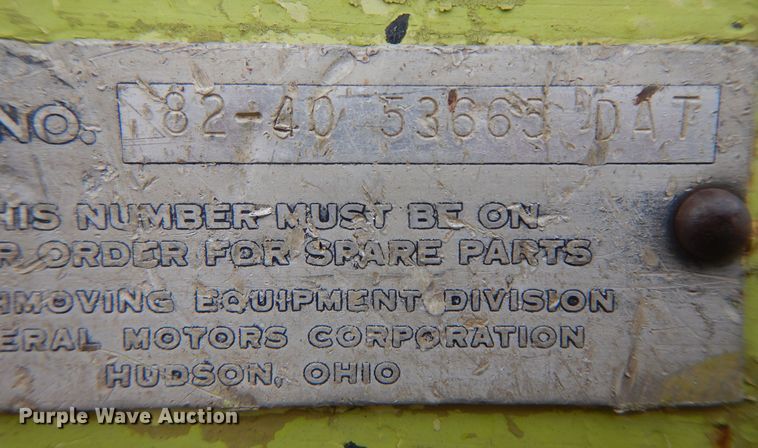 NO. 82-40 53665 DAT
HIS NUMBER MUST BE ON
R ORDER FOR SPARE PARTS
HMOVING EQUIPMENT DIVISION
ERAL MOTORS CORPORATION
HUDSON, OHIO
Purple Wave Auction